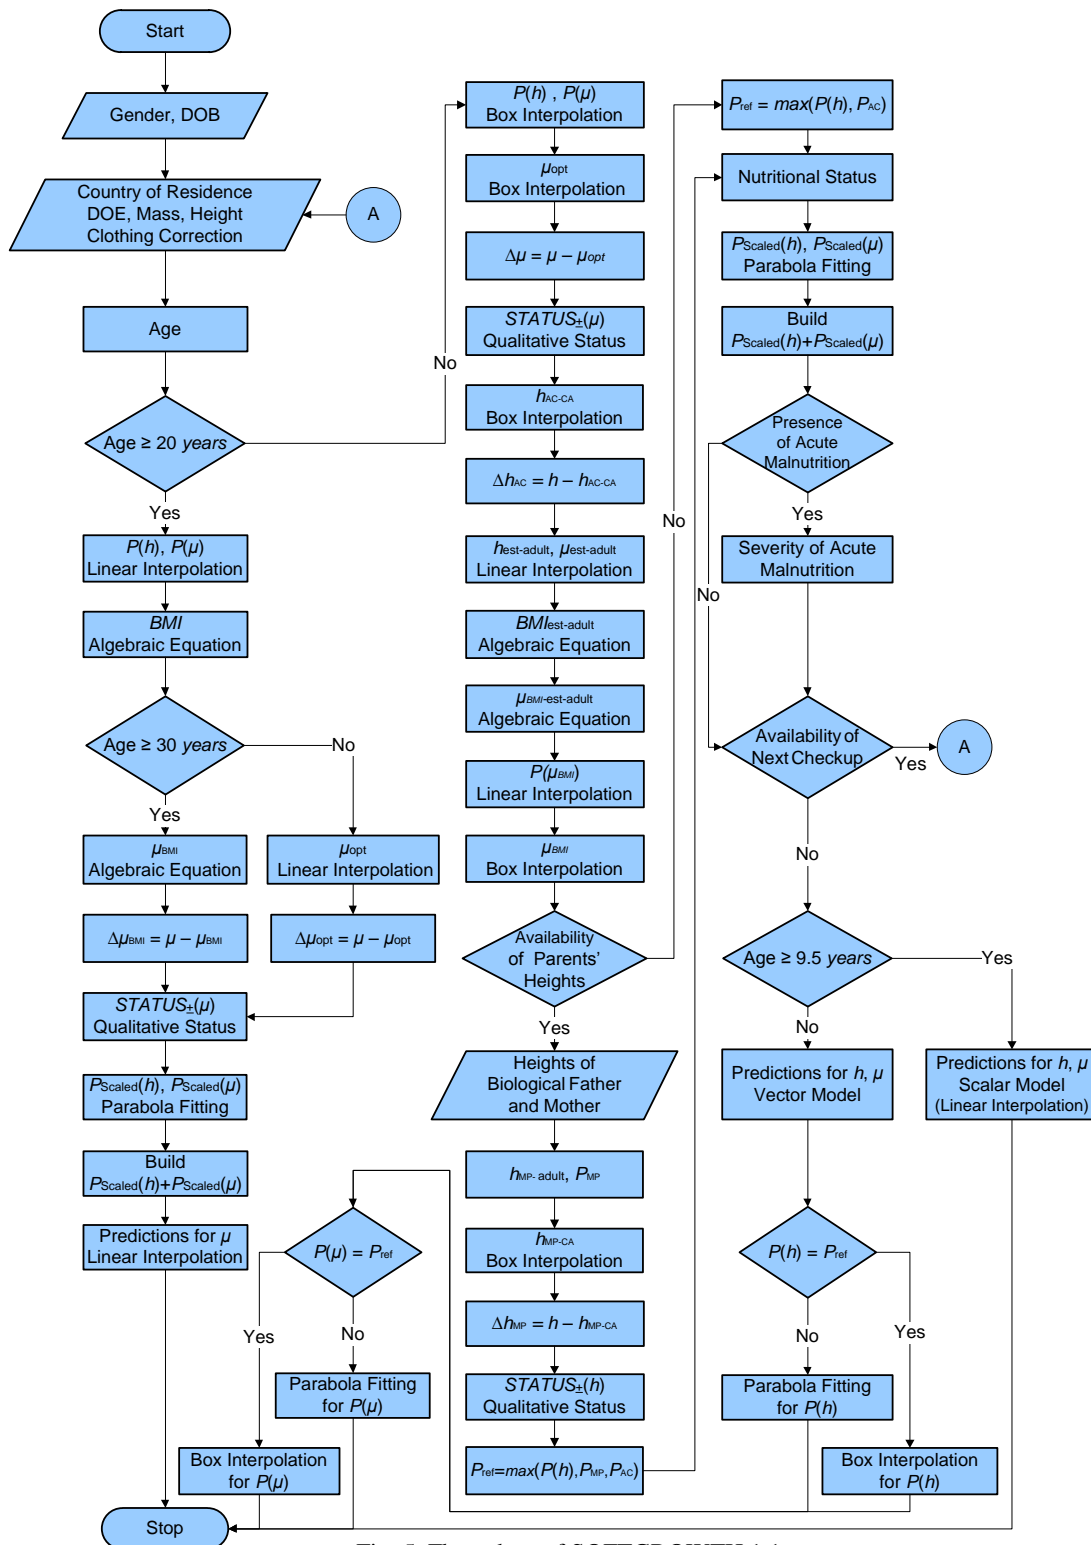 Start
Gender, DOB
Country of Residence
DOE, Mass, Height
Clothing Correction
A
Age
Age ≥ 20 years
No
Yes
P(h), P(μ)
Linear Interpolation
BMI
Algebraic Equation
Age ≥ 30 years
No
Yes
μBMI
Algebraic Equation
μopt
Linear Interpolation
ΔμBMI = μ – μBMI
Δμopt = μ – μopt
STATUS±(μ)
Qualitative Status
PScaled(h), PScaled(μ)
Parabola Fitting
Build
PScaled(h)+PScaled(μ)
Predictions for μ
Linear Interpolation
P(μ) = Pref
Yes
No
Parabola Fitting
for P(μ)
Box Interpolation
for P(μ)
Stop
P(h) , P(μ)
Box Interpolation
μopt
Box Interpolation
Δμ = μ – μopt
STATUS±(μ)
Qualitative Status
hAC-CA
Box Interpolation
ΔhAC = h – hAC-CA
hest-adult, μest-adult
Linear Interpolation
BMIest-adult
Algebraic Equation
μBMI-est-adult
Algebraic Equation
P(μBMI)
Linear Interpolation
μBMI
Box Interpolation
Availability
of Parents'
Heights
No
Yes
Heights of
Biological Father
and Mother
hMP- adult, PMP
hMP-CA
Box Interpolation
ΔhMP = h – hMP-CA
STATUS±(h)
Qualitative Status
Pref=max(P(h),PMP,PAC)
Pref = max(P(h), PAC)
Nutritional Status
PScaled(h), PScaled(μ)
Parabola Fitting
Build
PScaled(h)+PScaled(μ)
Presence
of Acute
Malnutrition
Yes
No
Severity of Acute
Malnutrition
Availability of
Next Checkup
Yes
A
No
Age ≥ 9.5 years
Yes
No
Predictions for h, μ
Vector Model
Predictions for h, μ
Scalar Model
(Linear Interpolation)
P(h) = Pref
No
Yes
Parabola Fitting
for P(h)
Box Interpolation
for P(h)